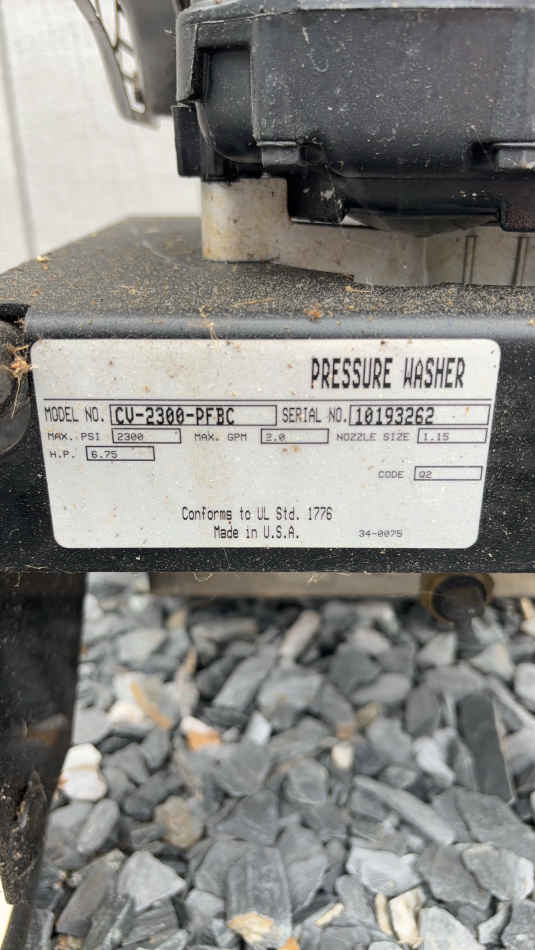 PRESSURE WASHER
MODEL NO. CV-2300-PFBC SERIAL NO. 10193262
MAX. PSI 2300 MAX. GPM 2.0 NOZZLE SIZE 1.15
H.P. 6.75
CODE Q2
Conforms to UL Std. 1776
Made in U.S.A. 34-0075